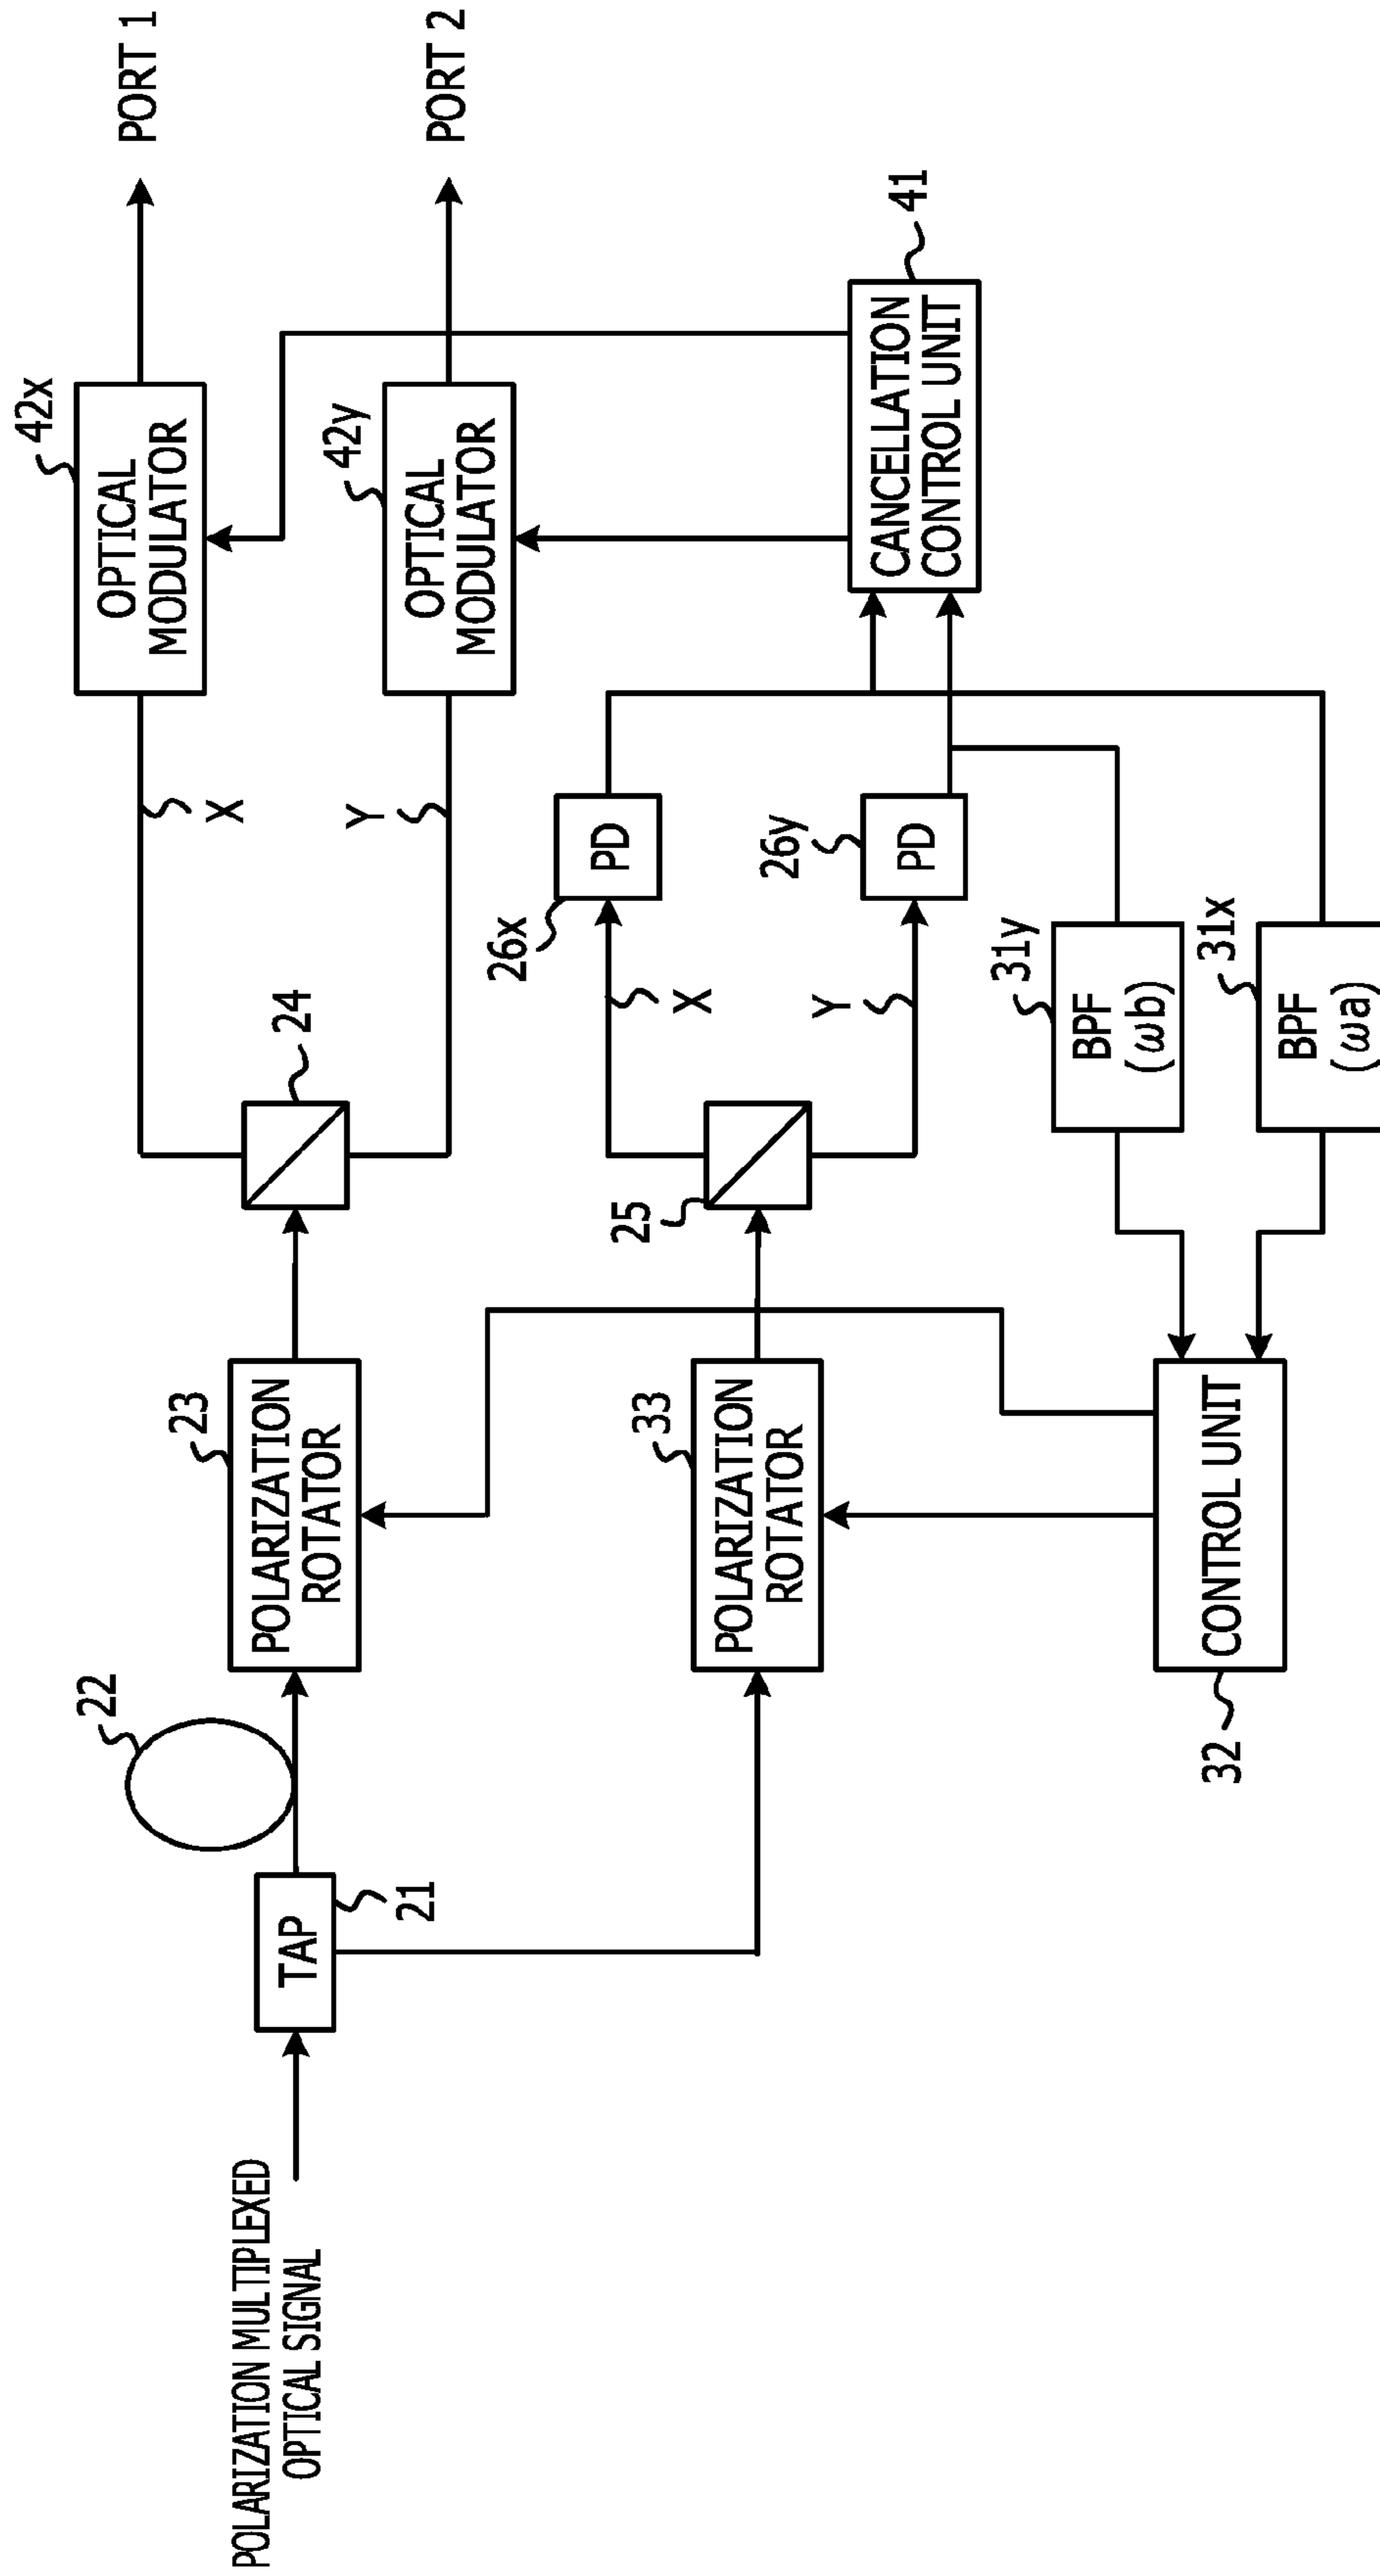 POLARIZATION MULTIPLEXED
OPTICAL SIGNAL
TAP
21
22
POLARIZATION
ROTATOR
23
24
X
Y
OPTICAL
MODULATOR
42x
PORT 1
OPTICAL
MODULATOR
42y
PORT 2
POLARIZATION
ROTATOR
33
25
X
Y
PD
26x
PD
26y
CANCELLATION
CONTROL UNIT
41
BPF
(ωb)
31y
BPF
(ωa)
31x
CONTROL UNIT
32